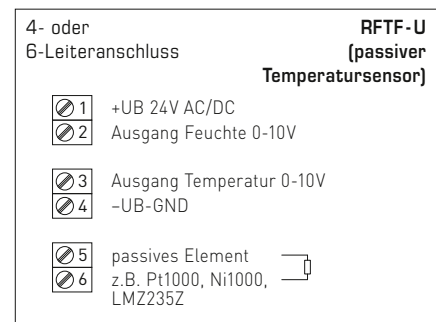 4- oder RFTF-U
6-Leiteranschluss (passiver
Temperatursensor)
1 +UB 24V AC/DC
2 Ausgang Feuchte 0-10V
3 Ausgang Temperatur 0-10V
4 –UB-GND
5 passives Element
6 z.B. Pt1000, Ni1000,
LMZ235Z